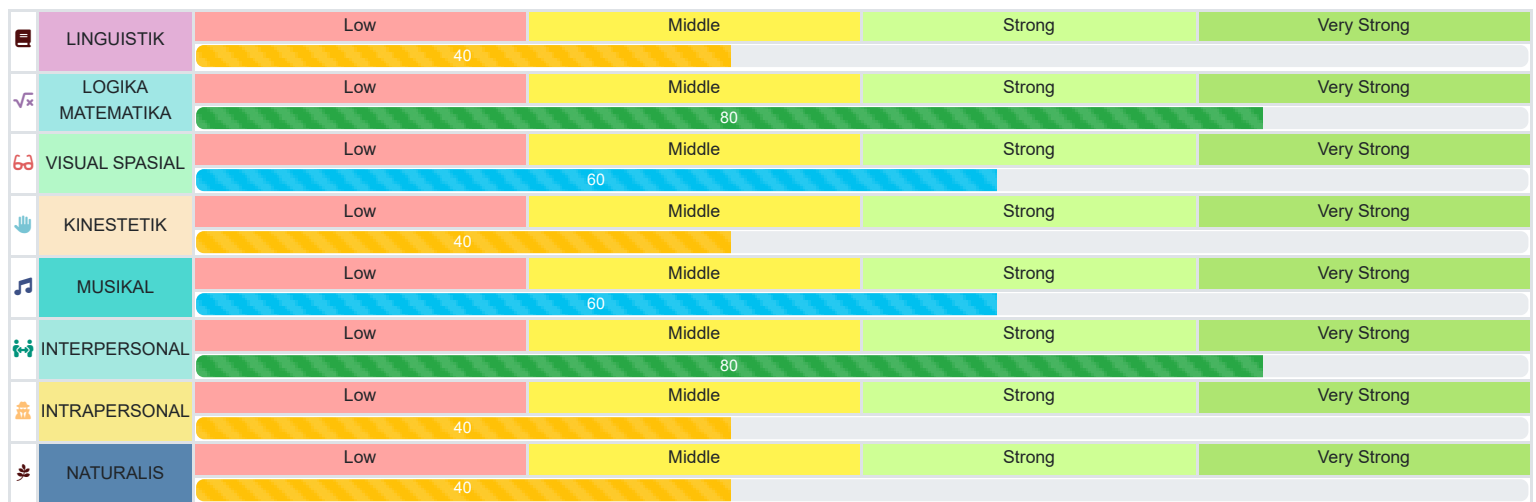 LINGUISTIK
Low Middle Strong Very Strong
40
LOGIKA
MATEMATIKA
Low Middle Strong Very Strong
80
VISUAL SPASIAL
Low Middle Strong Very Strong
60
KINESTETIK
Low Middle Strong Very Strong
40
MUSIKAL
Low Middle Strong Very Strong
60
INTERPERSONAL
Low Middle Strong Very Strong
80
INTRAPERSONAL
Low Middle Strong Very Strong
40
NATURALIS
Low Middle Strong Very Strong
40